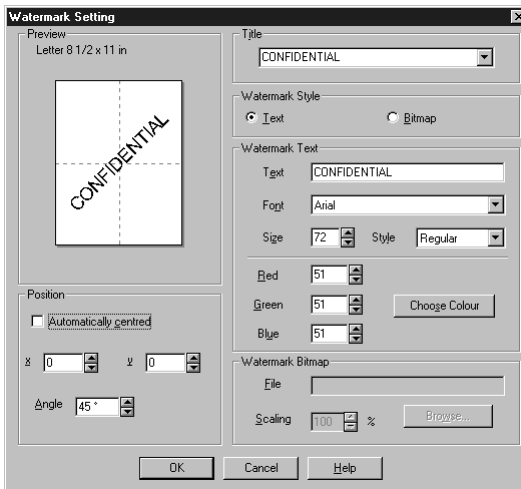 Watermark Setting
Preview
Letter 8 1/2 x 11 in
CONFIDENTIAL
Position
Automatically centred
x 0 y 0
Angle 45 °
Title
CONFIDENTIAL
Watermark Style
Text Bitmap
Watermark Text
Text CONFIDENTIAL
Font Arial
Size 72 Style Regular
Red 51
Green 51 Choose Colour
Blue 51
Watermark Bitmap
File
Scaling 100 % Browse...
OK Cancel Help